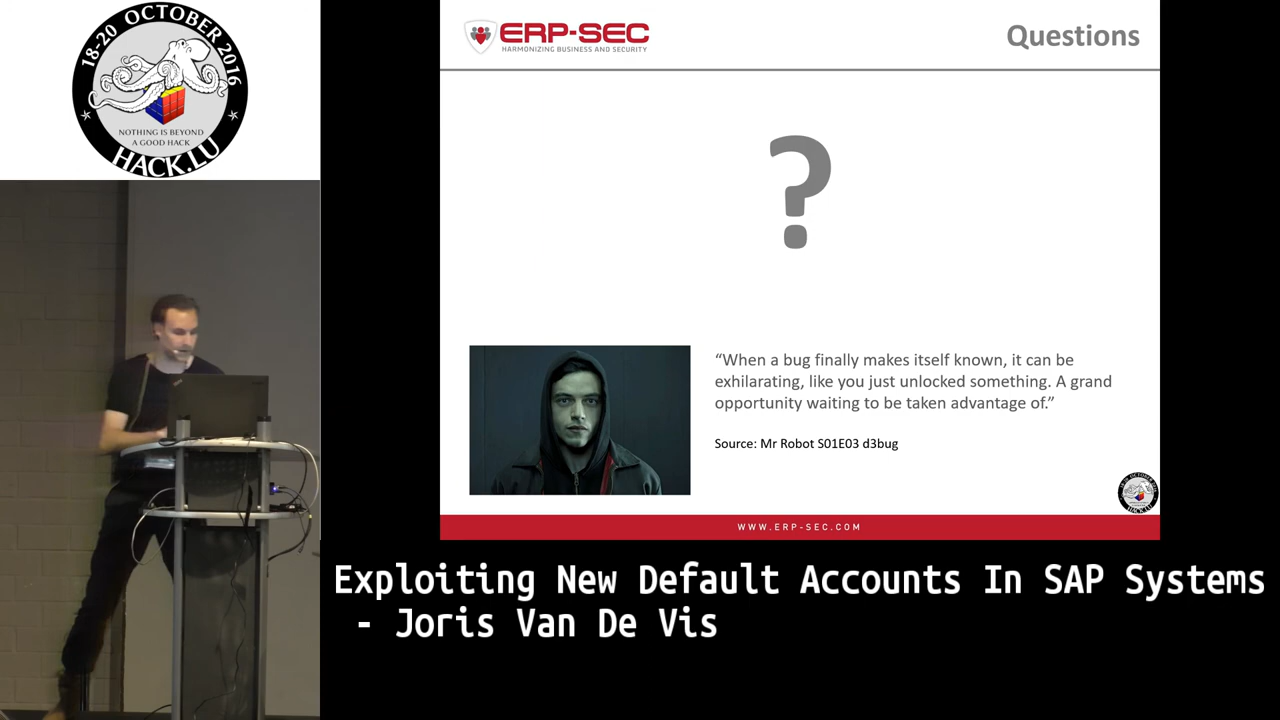 18-20 OCTOBER 2016
NOTHING IS BEYOND
A GOOD HACK
HACK.LU
ERP-SEC
HARMONIZING BUSINESS AND SECURITY
Questions
?
“When a bug finally makes itself known, it can be
exhilarating, like you just unlocked something. A grand
opportunity waiting to be taken advantage of.”
Source: Mr Robot S01E03 d3bug
WWW.ERP-SEC.COM
Exploiting New Default Accounts In SAP Systems
- Joris Van De Vis